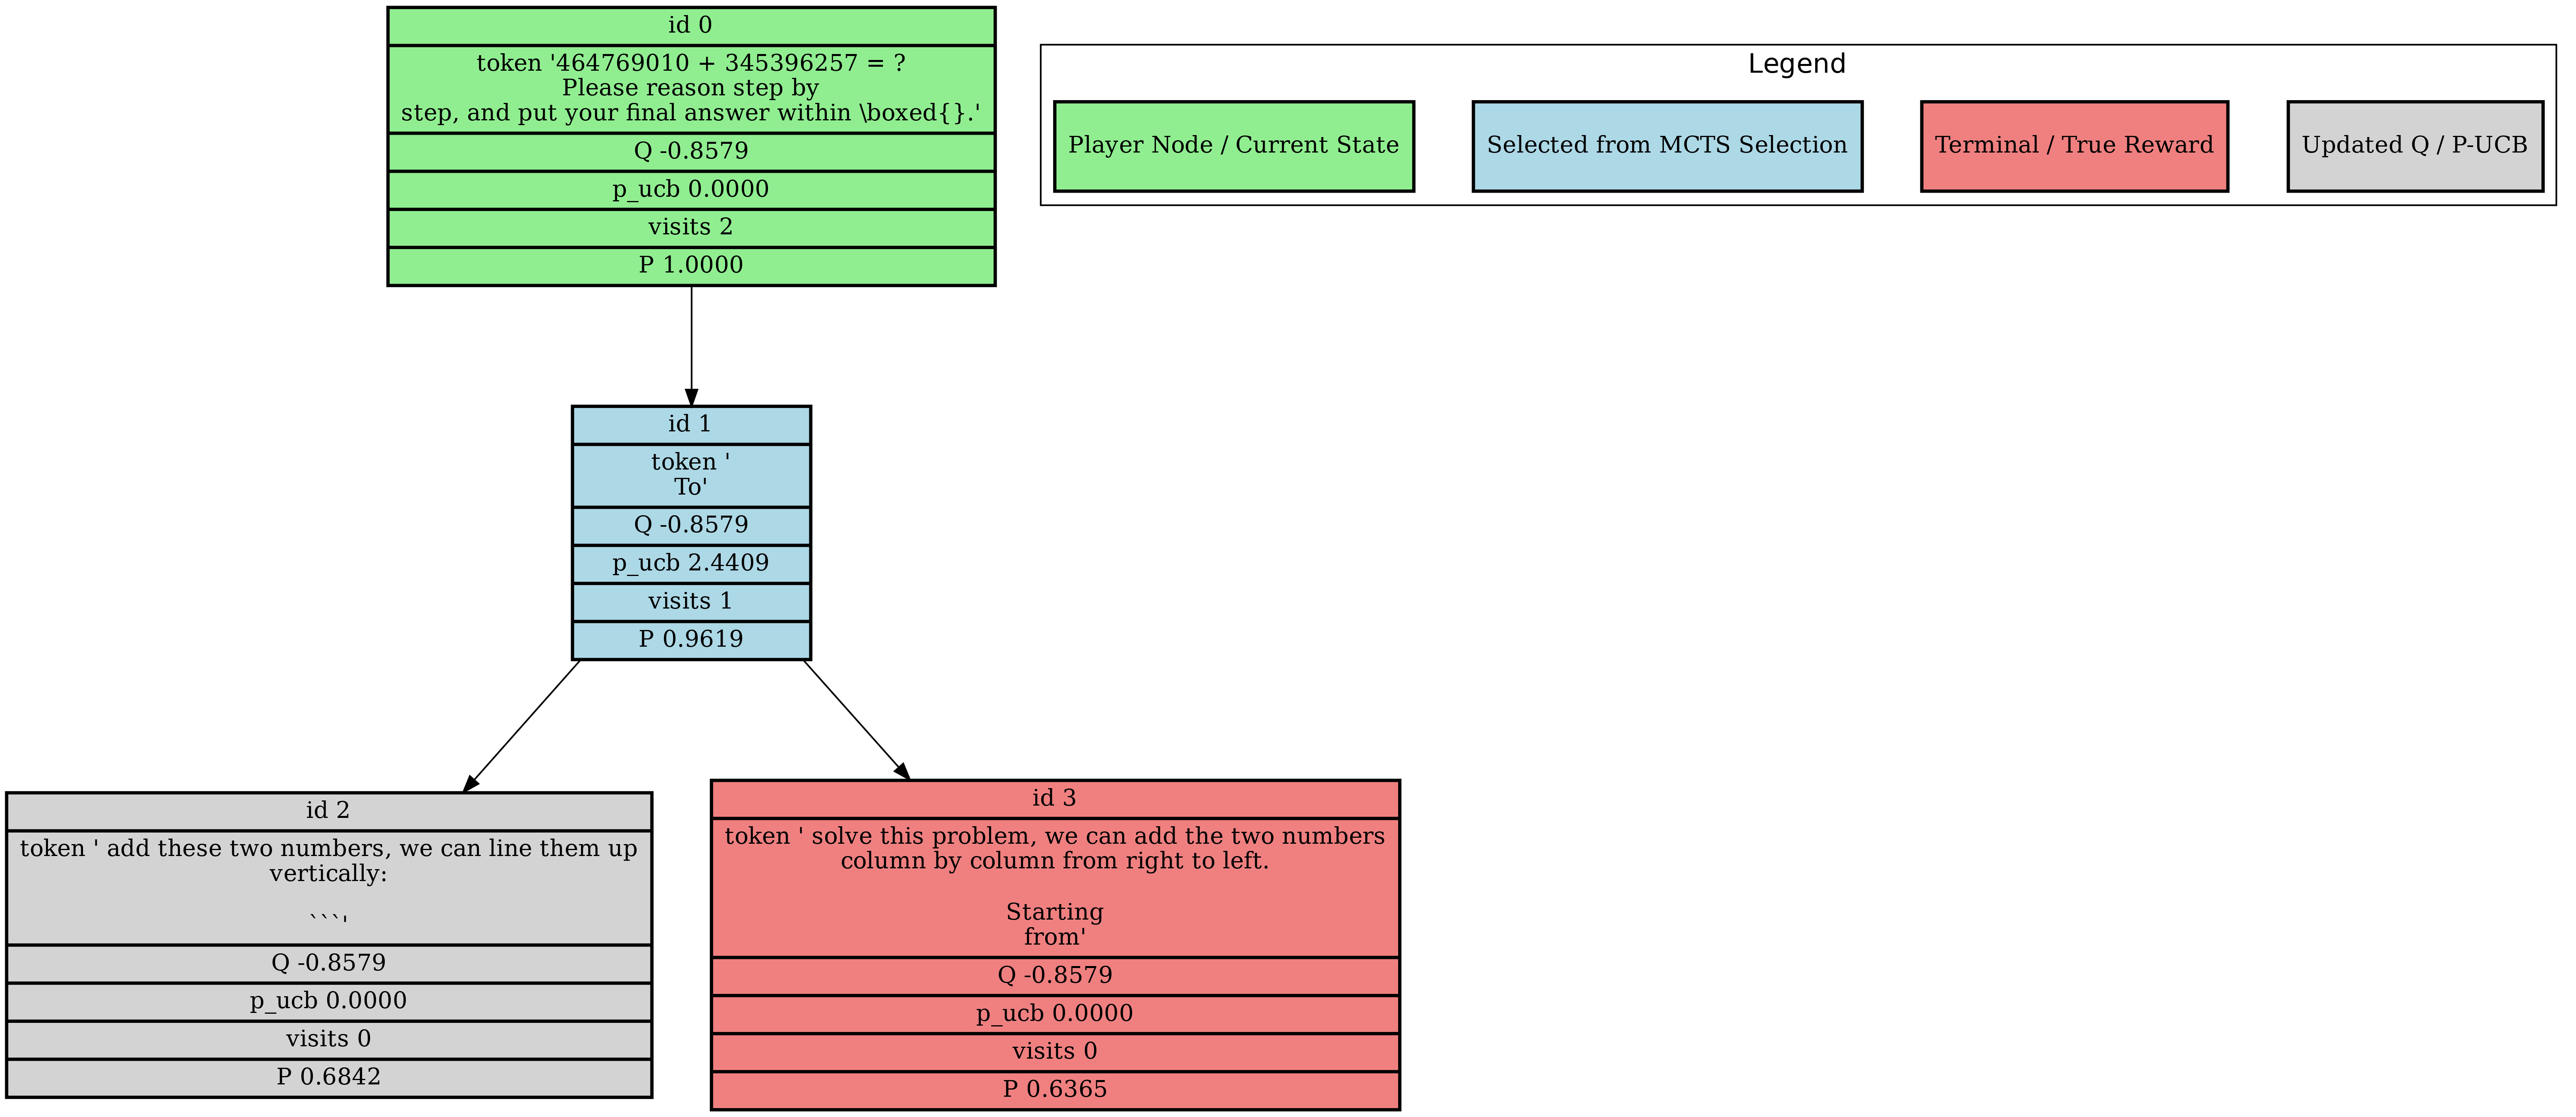 id 0
token '464769010 + 345396257 = ?
Please reason step by
step, and put your final answer within \boxed{}.'
Q -0.8579
p_ucb 0.0000
visits 2
P 1.0000
Legend
Player Node / Current State
Selected from MCTS Selection
Terminal / True Reward
Updated Q / P-UCB
id 1
token '
To'
Q -0.8579
p_ucb 2.4409
visits 1
P 0.9619
id 2
token ' add these two numbers, we can line them up
vertically:
```'
Q -0.8579
p_ucb 0.0000
visits 0
P 0.6842
id 3
token ' solve this problem, we can add the two numbers
column by column from right to left.
Starting
from'
Q -0.8579
p_ucb 0.0000
visits 0
P 0.6365